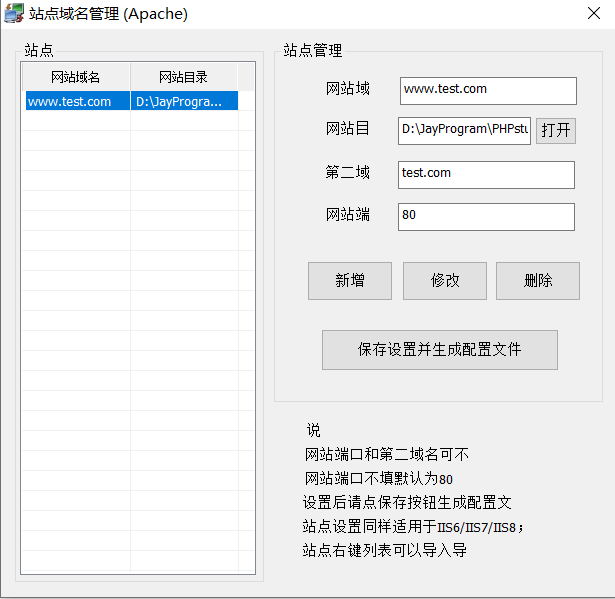 站点域名管理 (Apache)
站点
网站域名 网站目录
www.test.com D:\JayProgra...
站点管理
网站域 www.test.com
网站目 D:\JayProgram\PHPstu 打开
第二域 test.com
网站端 80
新增 修改 删除
保存设置并生成配置文件
说
网站端口和第二域名可不
网站端口不填默认为80
设置后请点保存按钮生成配置文
站点设置同样适用于IIS6/IIS7/IIS8；
站点右键列表可以导入导